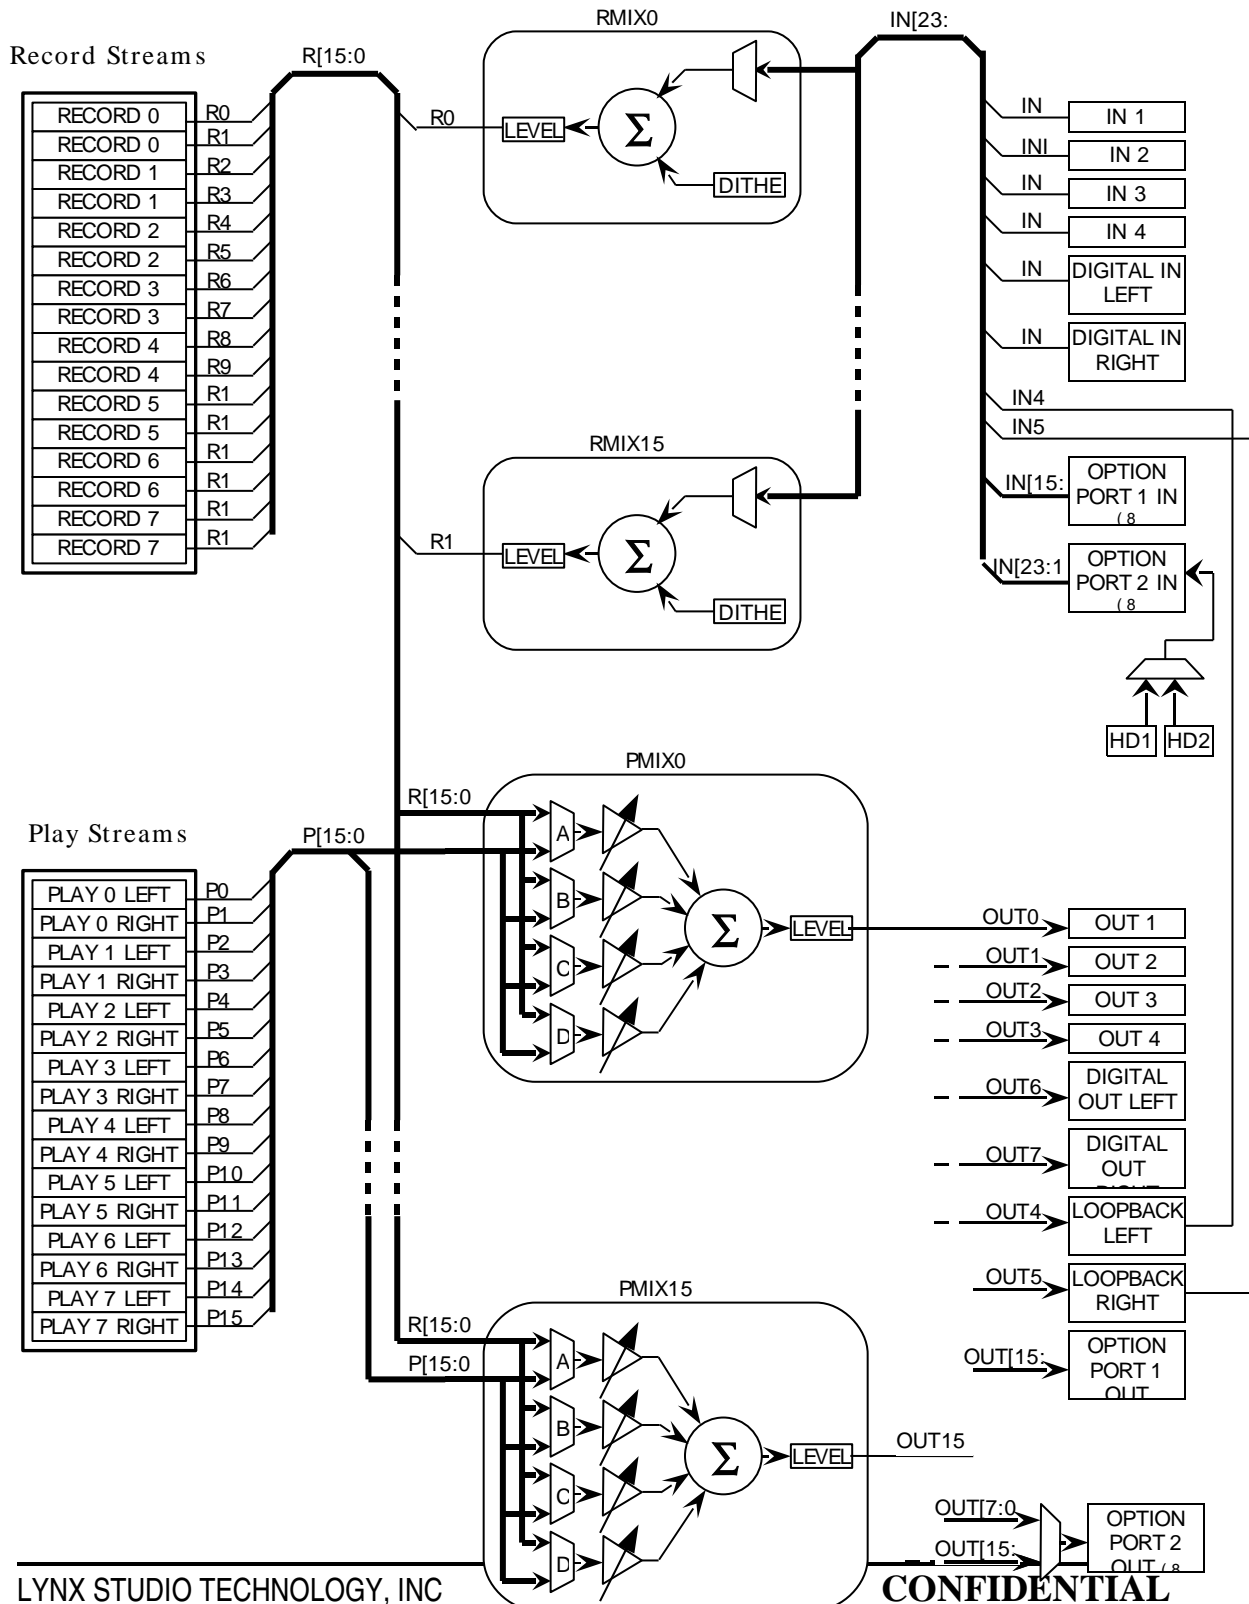 RMIX0
IN[23:
Record Streams
R[15:0
RECORD 0
R0
RECORD 0
R1
RECORD 1
R2
RECORD 1
R3
RECORD 2
R4
RECORD 2
R5
RECORD 3
R6
RECORD 3
R7
RECORD 4
R8
RECORD 4
R9
RECORD 5
R1
RECORD 5
R1
RECORD 6
R1
RECORD 6
R1
RECORD 7
R1
RECORD 7
R1
R0
LEVEL
Σ
DITHE
IN
IN 1
INI
IN 2
IN
IN 3
IN
IN 4
IN
DIGITAL IN
LEFT
IN
DIGITAL IN
RIGHT
IN4
IN5
IN[15:
OPTION
PORT 1 IN
(8
IN[23:1
OPTION
PORT 2 IN
(8
HD1
HD2
RMIX15
R1
LEVEL
Σ
DITHE
PMIX0
R[15:0
Play Streams
P[15:0
PLAY 0 LEFT
P0
PLAY 0 RIGHT
P1
PLAY 1 LEFT
P2
PLAY 1 RIGHT
P3
PLAY 2 LEFT
P4
PLAY 2 RIGHT
P5
PLAY 3 LEFT
P6
PLAY 3 RIGHT
P7
PLAY 4 LEFT
P8
PLAY 4 RIGHT
P9
PLAY 5 LEFT
P10
PLAY 5 RIGHT
P11
PLAY 6 LEFT
P12
PLAY 6 RIGHT
P13
PLAY 7 LEFT
P14
PLAY 7 RIGHT
P15
A
B
C
D
Σ
LEVEL
OUT0
OUT 1
OUT1
OUT 2
OUT2
OUT 3
OUT3
OUT 4
OUT6
DIGITAL
OUT LEFT
OUT7
DIGITAL
OUT
RIGHT
OUT4
LOOPBACK
LEFT
OUT5
LOOPBACK
RIGHT
OUT[15:
OPTION
PORT 1
OUT
PMIX15
R[15:0
P[15:0
A
B
C
D
Σ
LEVEL
OUT15
OUT[7:0
OUT[15:
OPTION
PORT 2
OUT (8
LYNX STUDIO TECHNOLOGY, INC
CONFIDENTIAL